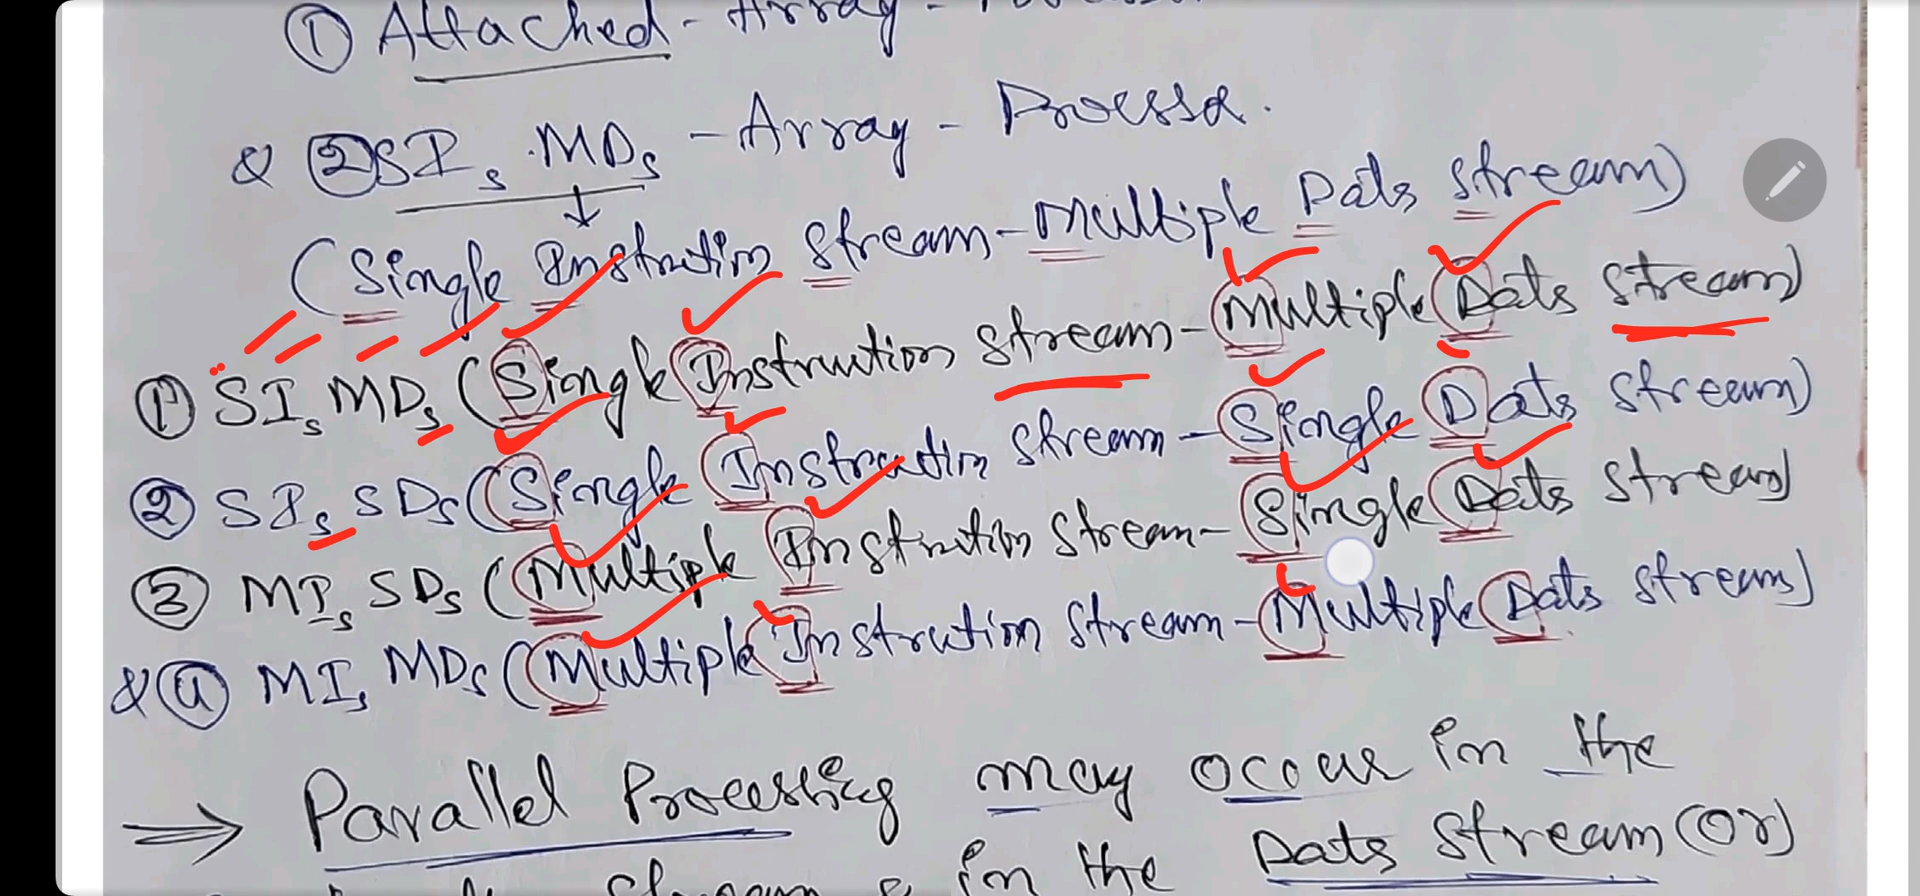 ① Attached - Array -
& ② SIs MDs - Array - Processor.
(Single Instruction Stream - Multiple Data Stream)
① SIs MDs (Single Instruction Stream - Multiple Data Stream)
② SIs SDs (Single Instruction Stream - Single Data Stream)
③ MIs SDs (Multiple Instruction Stream - Single Data Stream)
& ④ MIs MDs (Multiple Instruction Stream - Multiple Data Stream)
⇒ Parallel Processing may occur in the
in the Data Stream (or)